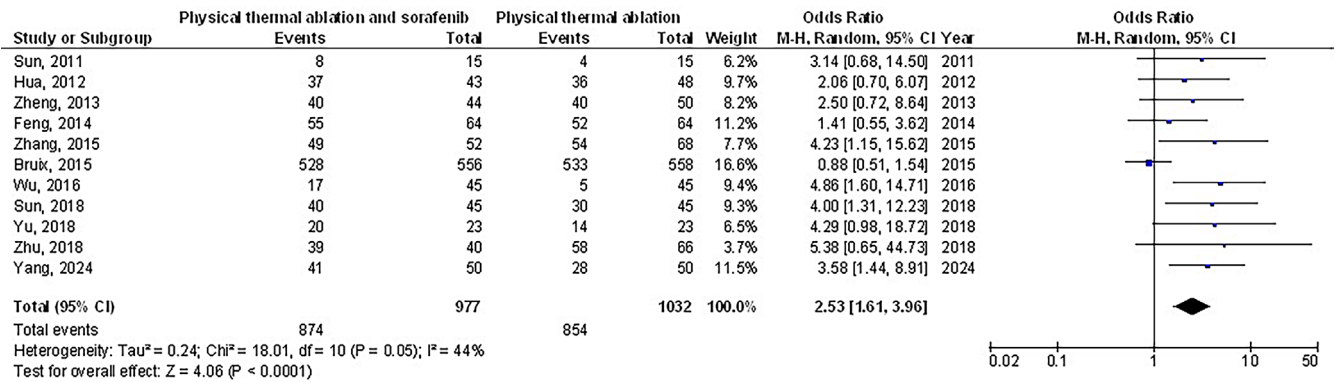 Physical thermal ablation and sorafenib Physical thermal ablation Odds Ratio Odds Ratio
Study or Subgroup Events Total Events Total Weight M-H, Random, 95% CI Year M-H, Random, 95% CI
Sun, 2011 8 15 4 15 6.2% 3.14 [0.68, 14.50] 2011
Hua, 2012 37 43 36 48 9.7% 2.06 [0.70, 6.07] 2012
Zheng, 2013 40 44 40 50 8.2% 2.50 [0.72, 8.64] 2013
Feng, 2014 55 64 52 64 11.2% 1.41 [0.55, 3.62] 2014
Zhang, 2015 49 52 54 68 7.7% 4.23 [1.15, 15.62] 2015
Bruix, 2015 528 556 533 558 16.6% 0.88 [0.51, 1.54] 2015
Wu, 2016 17 45 5 45 9.4% 4.86 [1.60, 14.71] 2016
Sun, 2018 40 45 30 45 9.3% 4.00 [1.31, 12.23] 2018
Yu, 2018 20 23 14 23 6.5% 4.29 [0.98, 18.72] 2018
Zhu, 2018 39 40 58 66 3.7% 5.38 [0.65, 44.73] 2018
Yang, 2024 41 50 28 50 11.5% 3.58 [1.44, 8.91] 2024
Total (95% CI) 977 1032 100.0% 2.53 [1.61, 3.96]
Total events 874 854
Heterogeneity: Tau² = 0.24; Chi² = 18.01, df = 10 (P = 0.05); I² = 44%
Test for overall effect: Z = 4.06 (P < 0.0001)
0.02 0.1 1 10 50